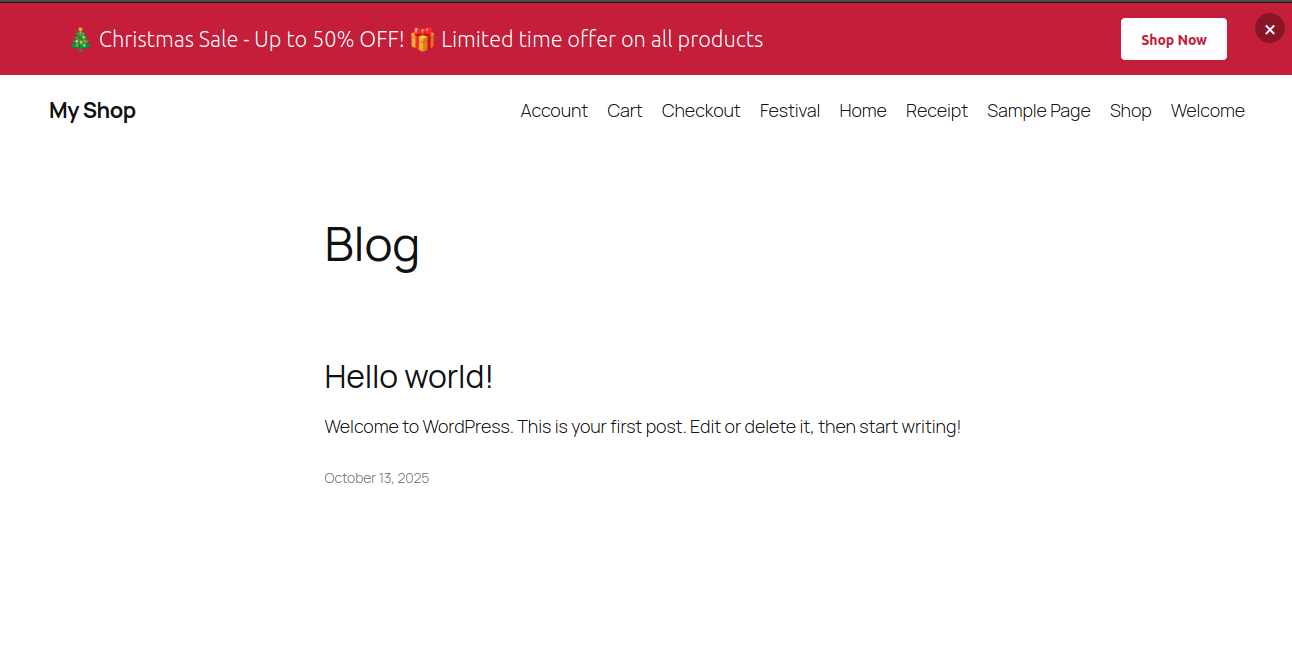 🎄 Christmas Sale - Up to 50% OFF! 🎁 Limited time offer on all products
Shop Now
×
My Shop
Account Cart Checkout Festival Home Receipt Sample Page Shop Welcome
Blog
Hello world!
Welcome to WordPress. This is your first post. Edit or delete it, then start writing!
October 13, 2025